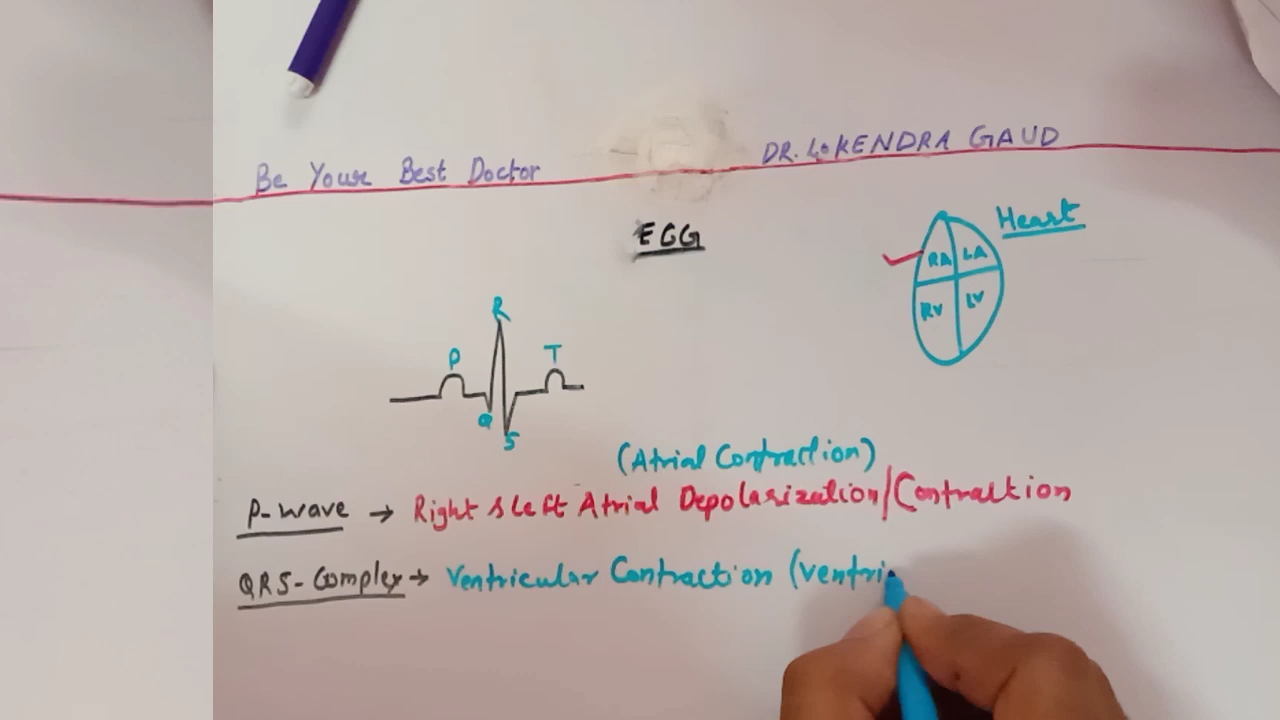 Be Your Best Doctor
DR. LOKENDRA GAUD
ECG
Heart
RA LA
RV LV
R
P
T
Q
S
(Atrial Contraction)
P-wave → Right & Left Atrial Depolarization/Contraction
QRS-Complex → Ventricular Contraction (Ventri